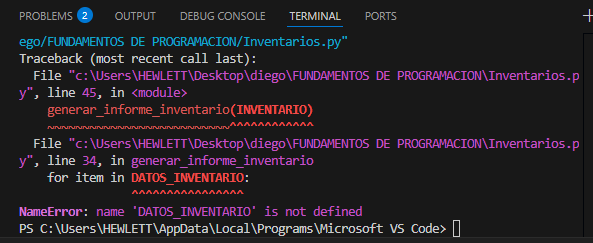 PROBLEMS 2 OUTPUT DEBUG CONSOLE TERMINAL PORTS
ego/FUNDAMENTOS DE PROGRAMACION/Inventarios.py"
Traceback (most recent call last):
  File "c:\Users\HEWLETT\Desktop\diego\FUNDAMENTOS DE PROGRAMACION\Inventarios.p
y", line 45, in <module>
    generar_informe_inventario(INVENTARIO)
    ~~~~~~~~~~~~~~~~~~~~~~~~~~^^^^^^^^^^^^
  File "c:\Users\HEWLETT\Desktop\diego\FUNDAMENTOS DE PROGRAMACION\Inventarios.p
y", line 34, in generar_informe_inventario
    for item in DATOS_INVENTARIO:
                ^^^^^^^^^^^^^^^^
NameError: name 'DATOS_INVENTARIO' is not defined
PS C:\Users\HEWLETT\AppData\Local\Programs\Microsoft VS Code>